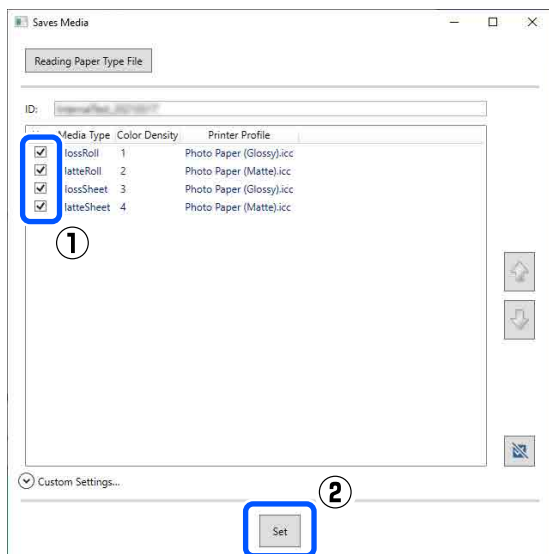 Saves Media
Reading Paper Type File
ID:
Media Type Color Density Printer Profile
lossRoll 1 Photo Paper (Glossy).icc
latteRoll 2 Photo Paper (Matte).icc
lossSheet 3 Photo Paper (Glossy).icc
latteSheet 4 Photo Paper (Matte).icc
①
Custom Settings...
②
Set